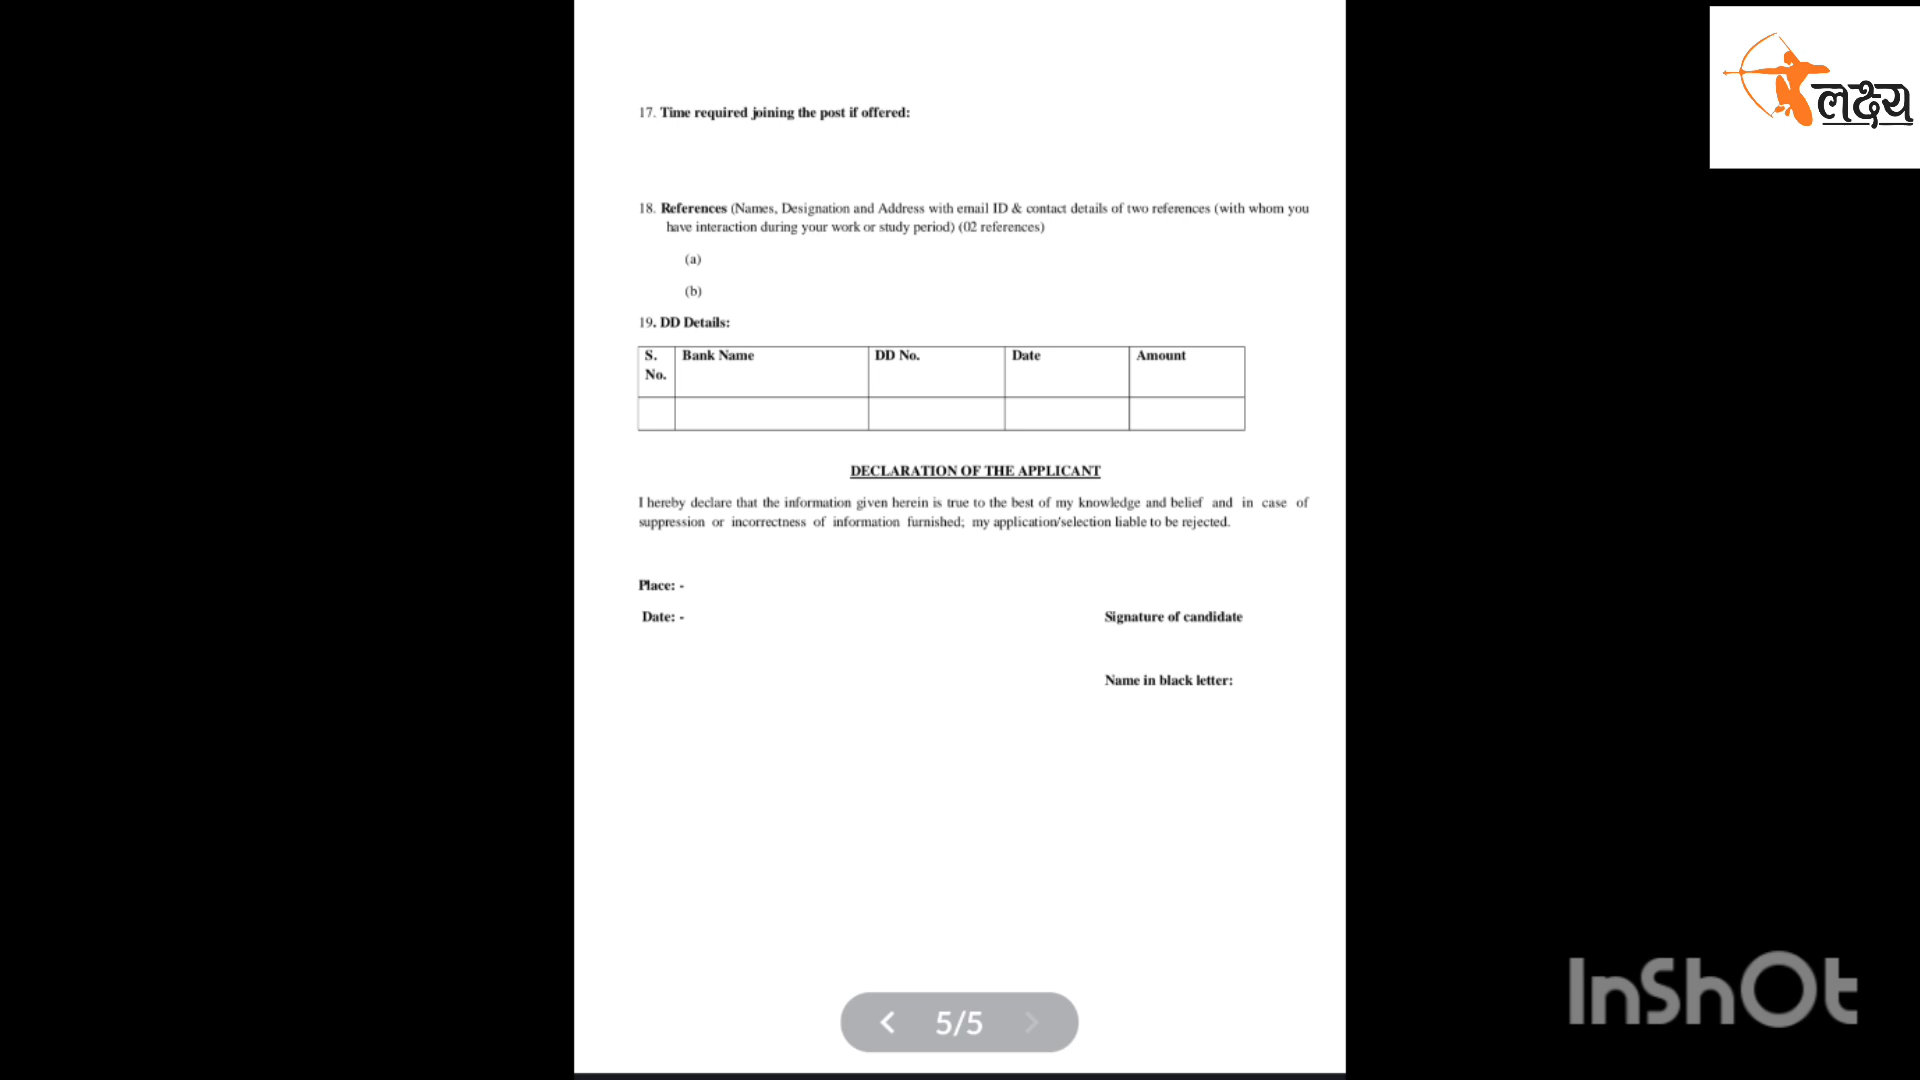 लक्ष्य
17. Time required joining the post if offered:
18. References (Names, Designation and Address with email ID & contact details of two references (with whom you
have interaction during your work or study period) (02 references)
(a)
(b)
19. DD Details:
S. No. Bank Name DD No. Date Amount
DECLARATION OF THE APPLICANT
I hereby declare that the information given herein is true to the best of my knowledge and belief and in case of
suppression or incorrectness of information furnished; my application/selection liable to be rejected.
Place: -
Date: - Signature of candidate
Name in black letter:
5/5
InShOt